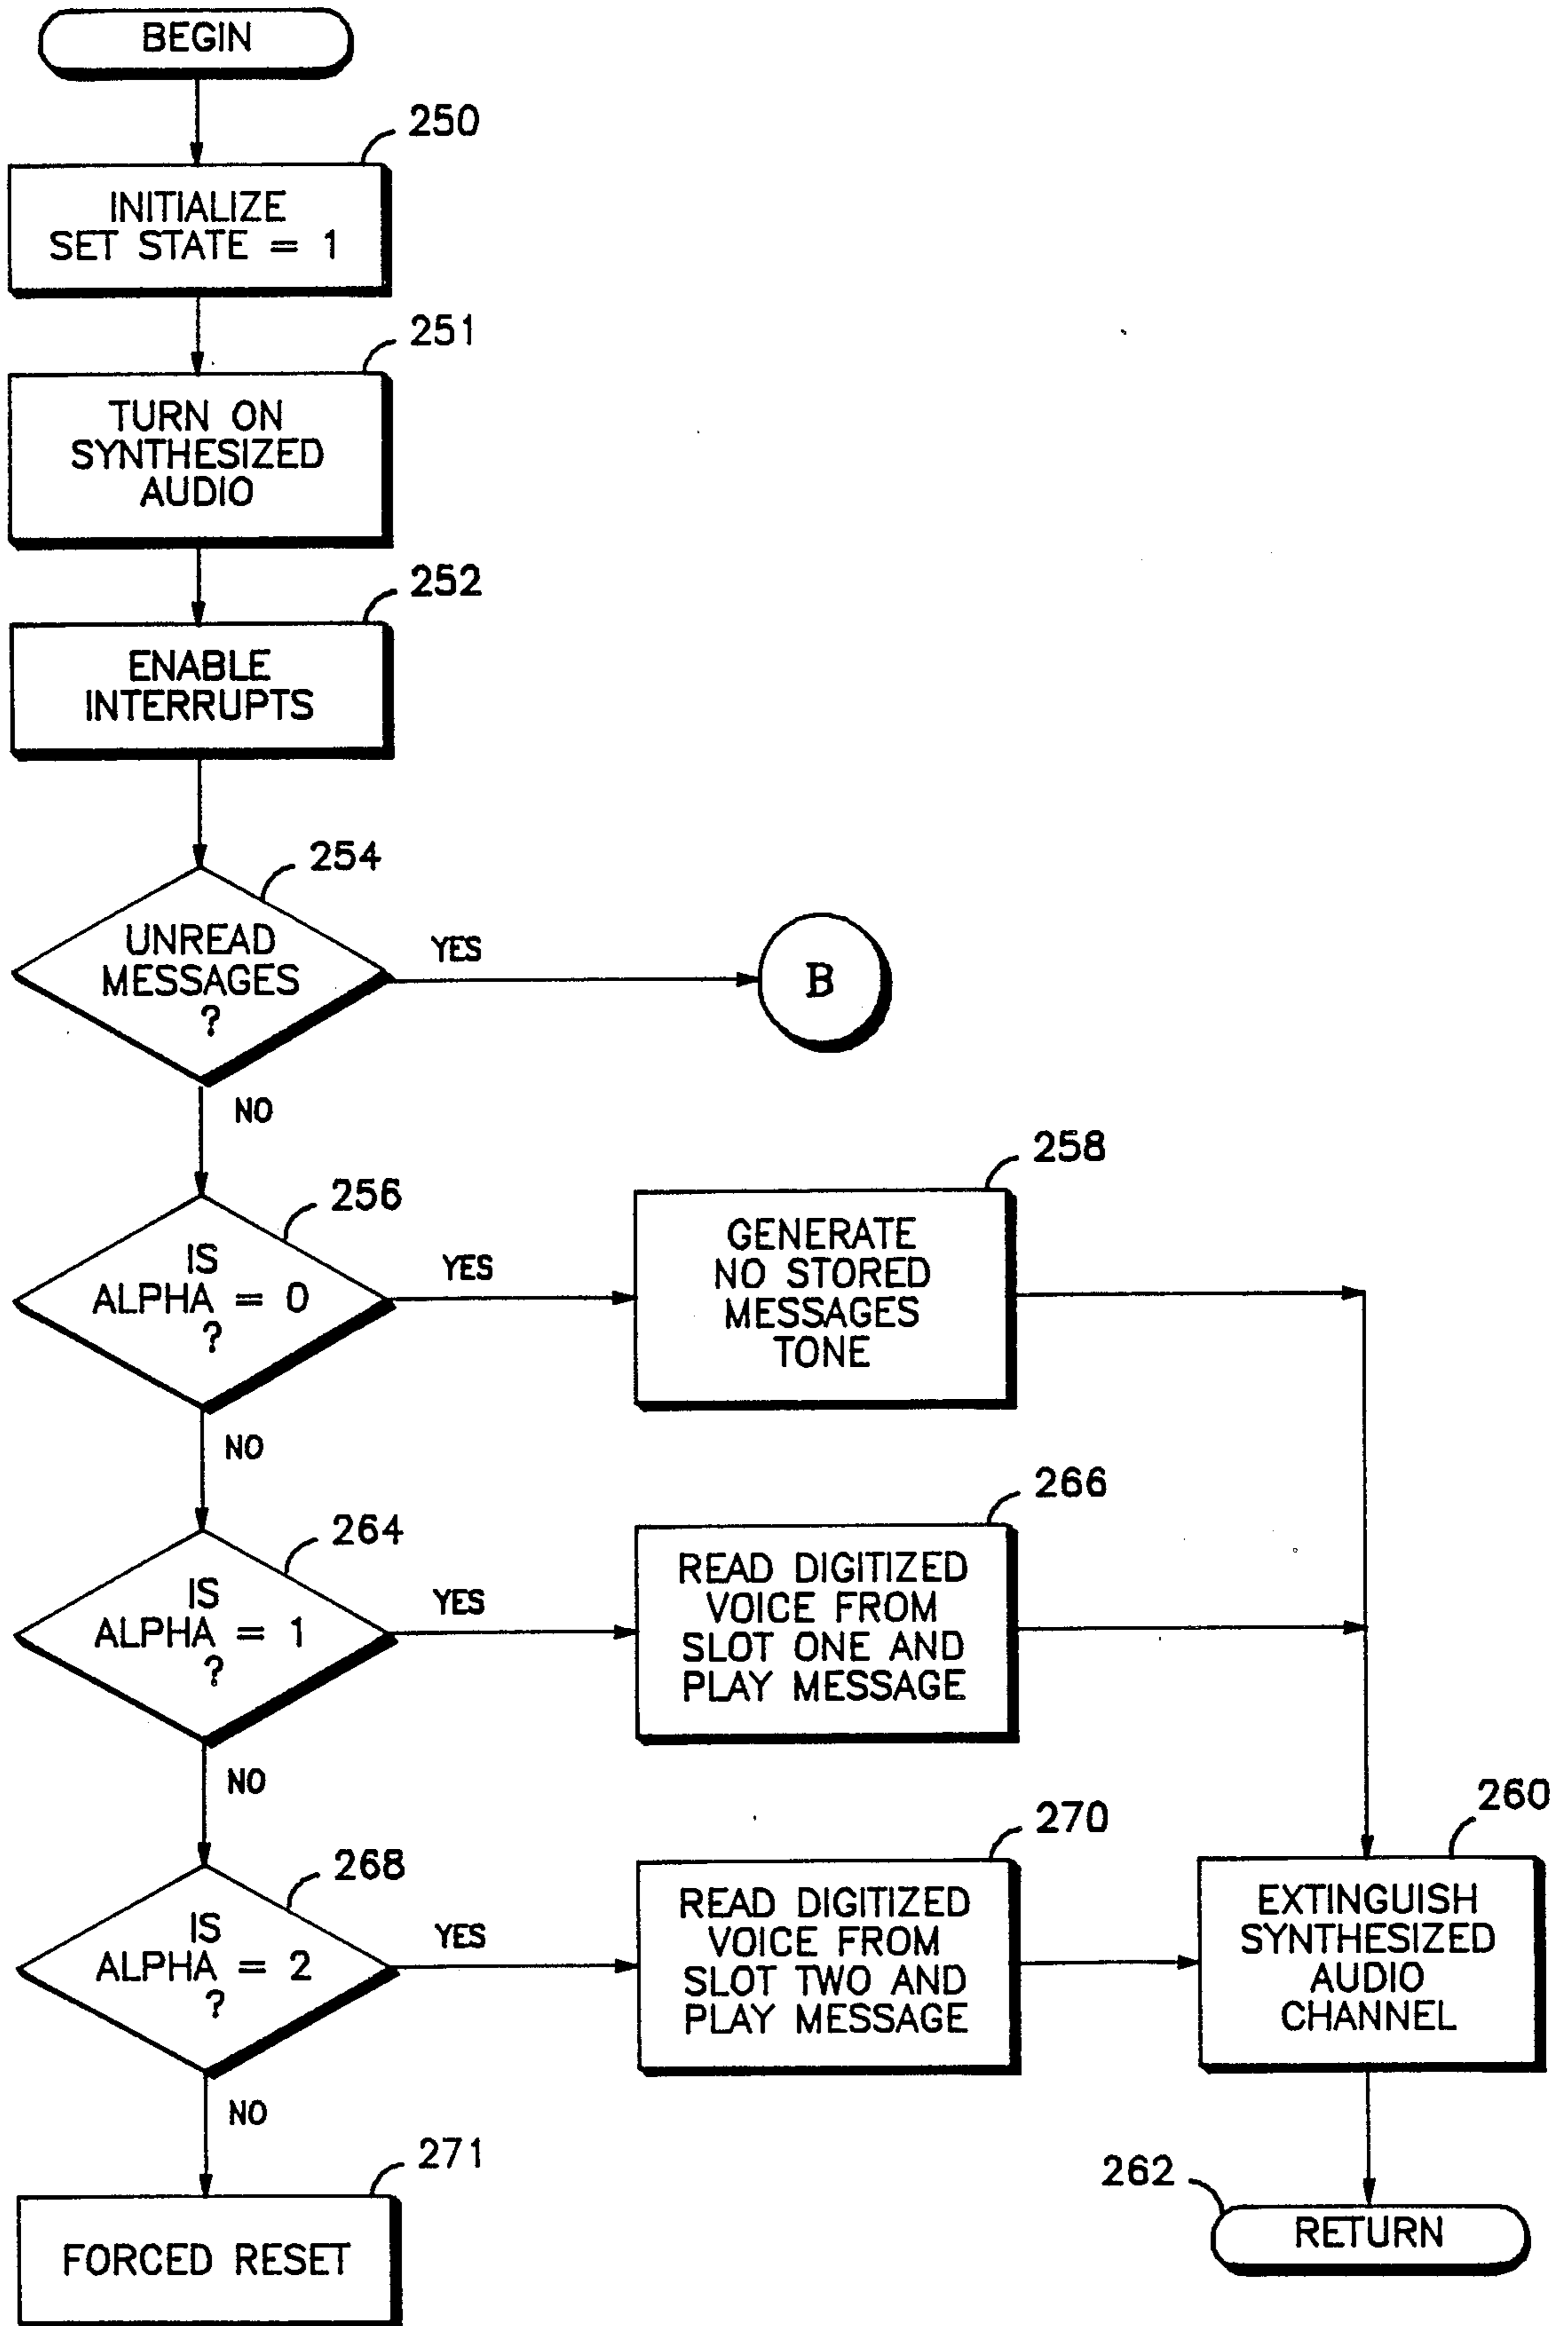 BEGIN
250
INITIALIZE
SET STATE = 1
251
TURN ON
SYNTHESIZED
AUDIO
252
ENABLE
INTERRUPTS
254
UNREAD
MESSAGES
?
YES
B
NO
256
IS
ALPHA = 0
?
YES
258
GENERATE
NO STORED
MESSAGES
TONE
NO
264
IS
ALPHA = 1
?
YES
266
READ DIGITIZED
VOICE FROM
SLOT ONE AND
PLAY MESSAGE
NO
268
IS
ALPHA = 2
?
YES
270
READ DIGITIZED
VOICE FROM
SLOT TWO AND
PLAY MESSAGE
260
EXTINGUISH
SYNTHESIZED
AUDIO
CHANNEL
NO
271
FORCED RESET
262
RETURN